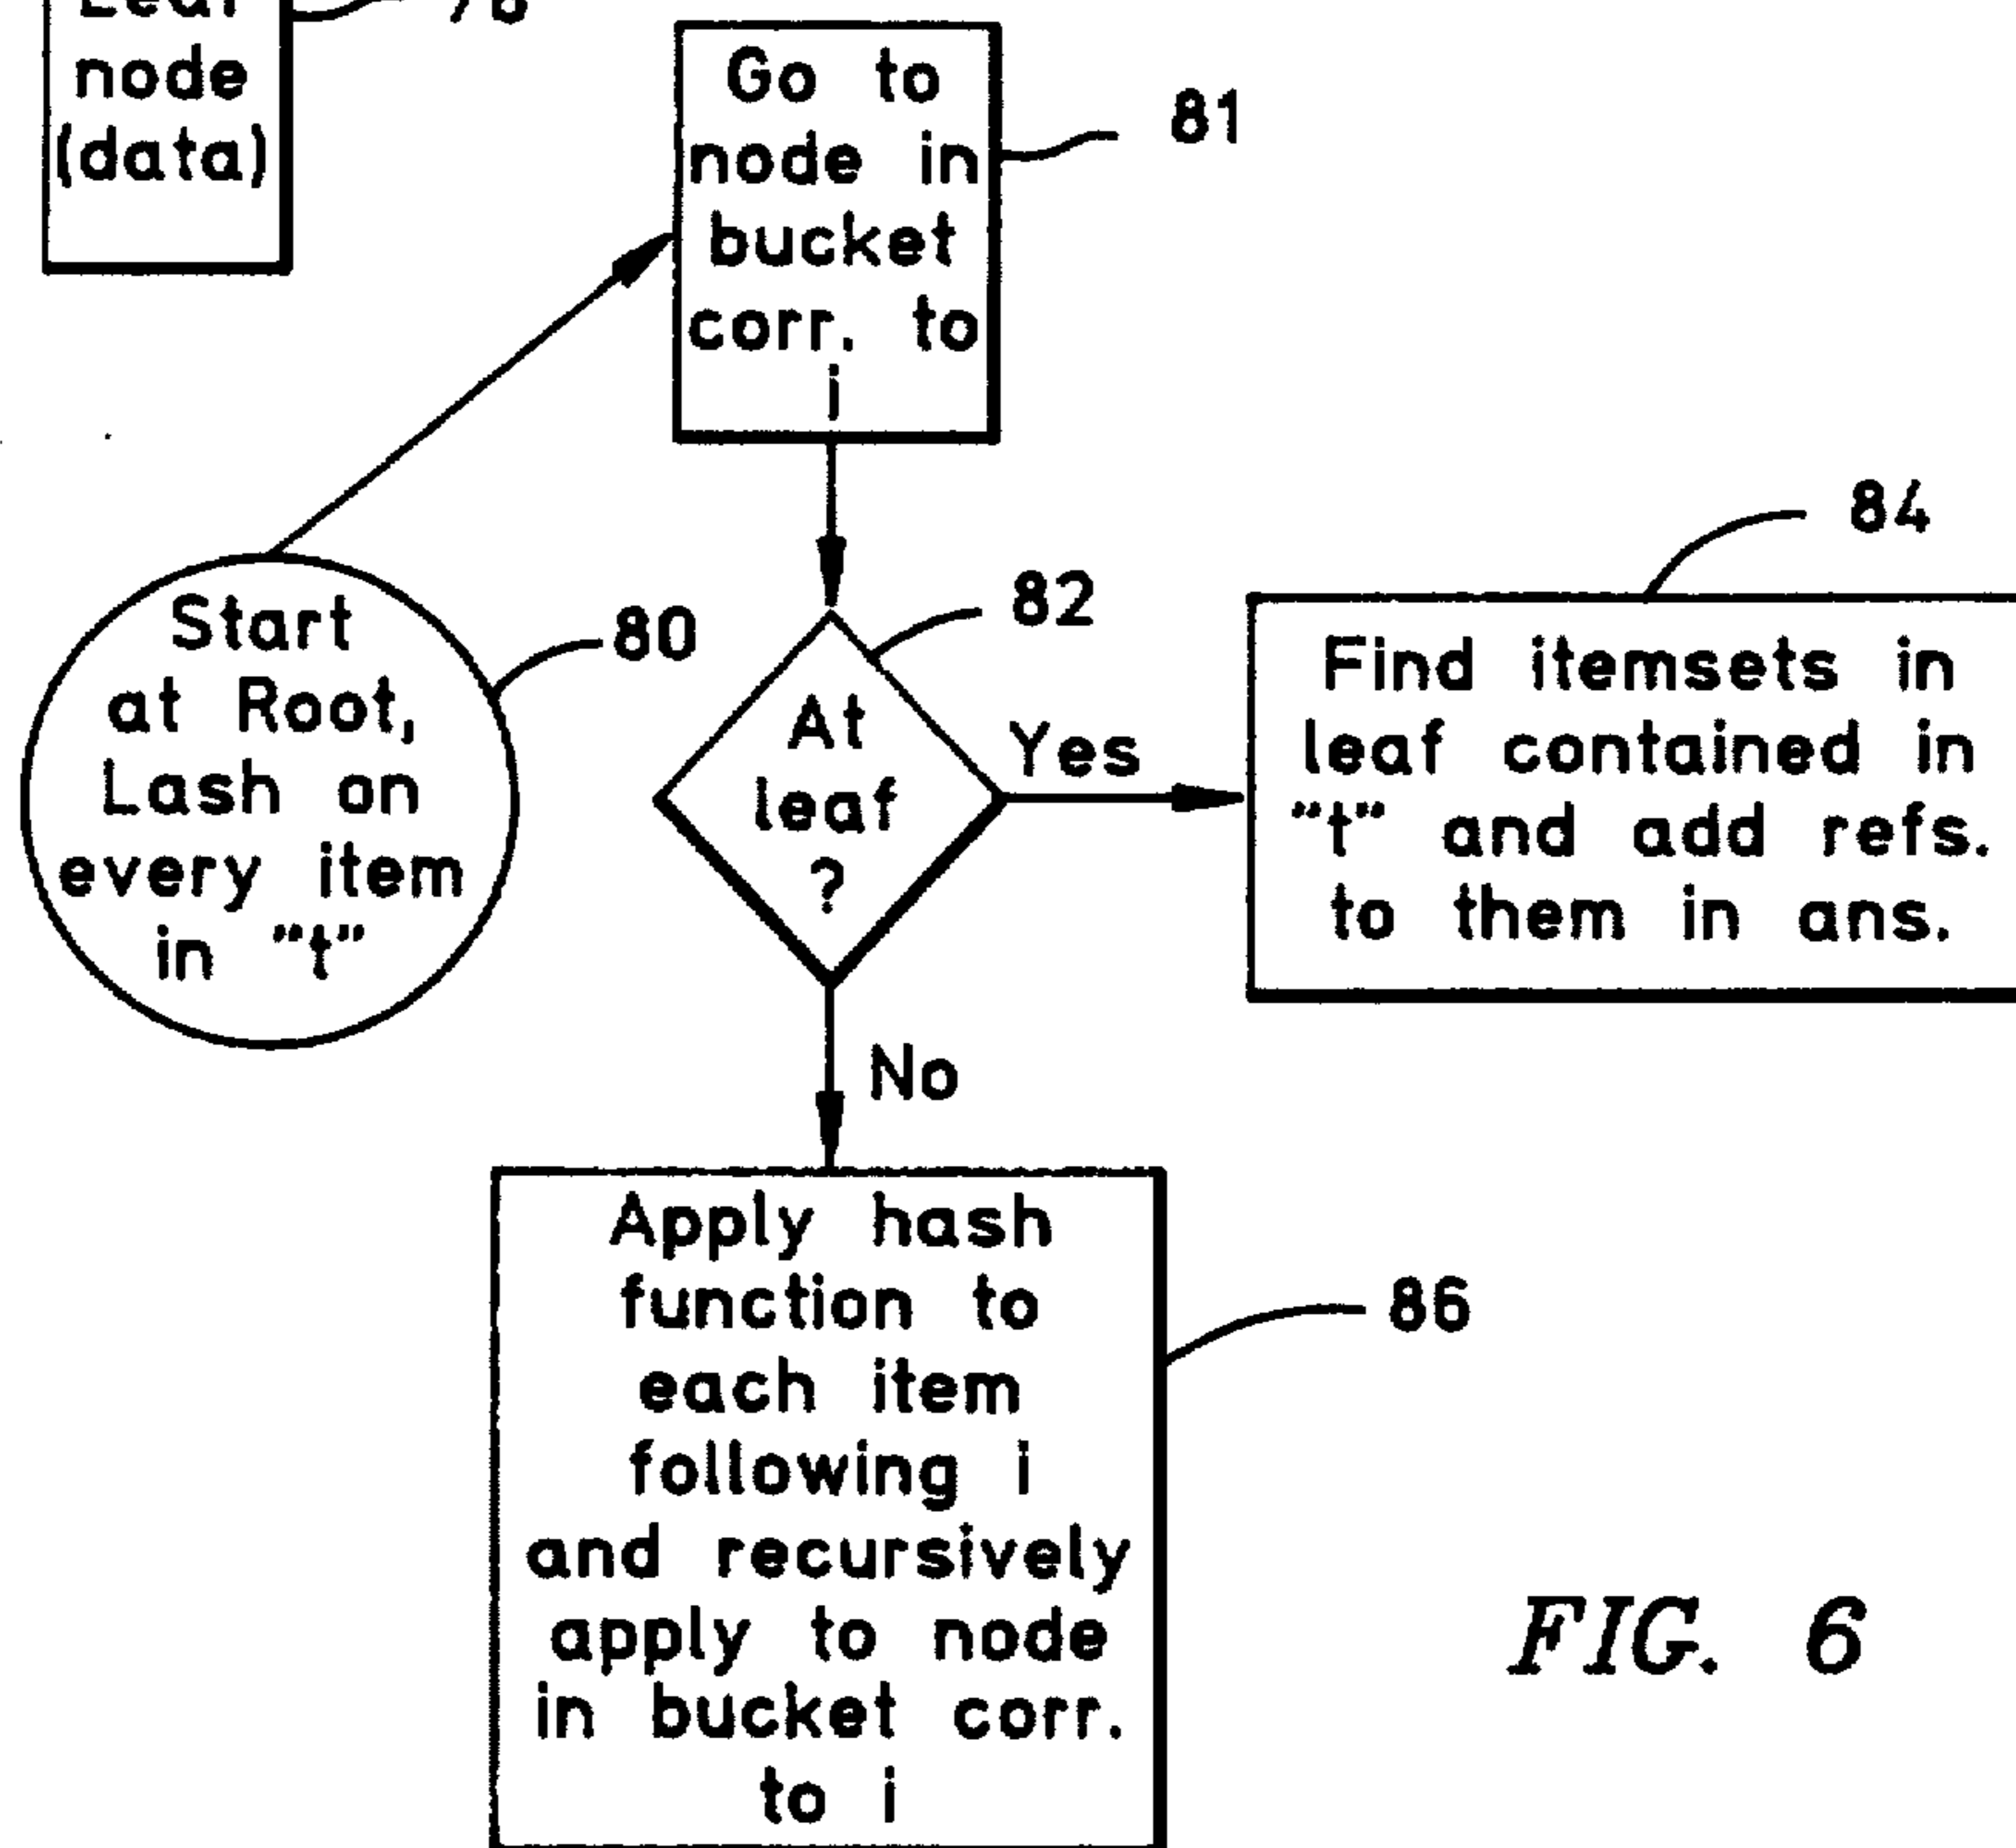 node
(data)
Go to
node in
bucket
corr. to
i
81
Start
at Root,
Lash on
every item
in "t"
80
At
leaf
?
82
Yes
Find itemsets in
leaf contained in
"t" and add refs.
to them in ans.
84
No
Apply hash
function to
each item
following i
and recursively
apply to node
in bucket corr.
to i
86
FIG. 6